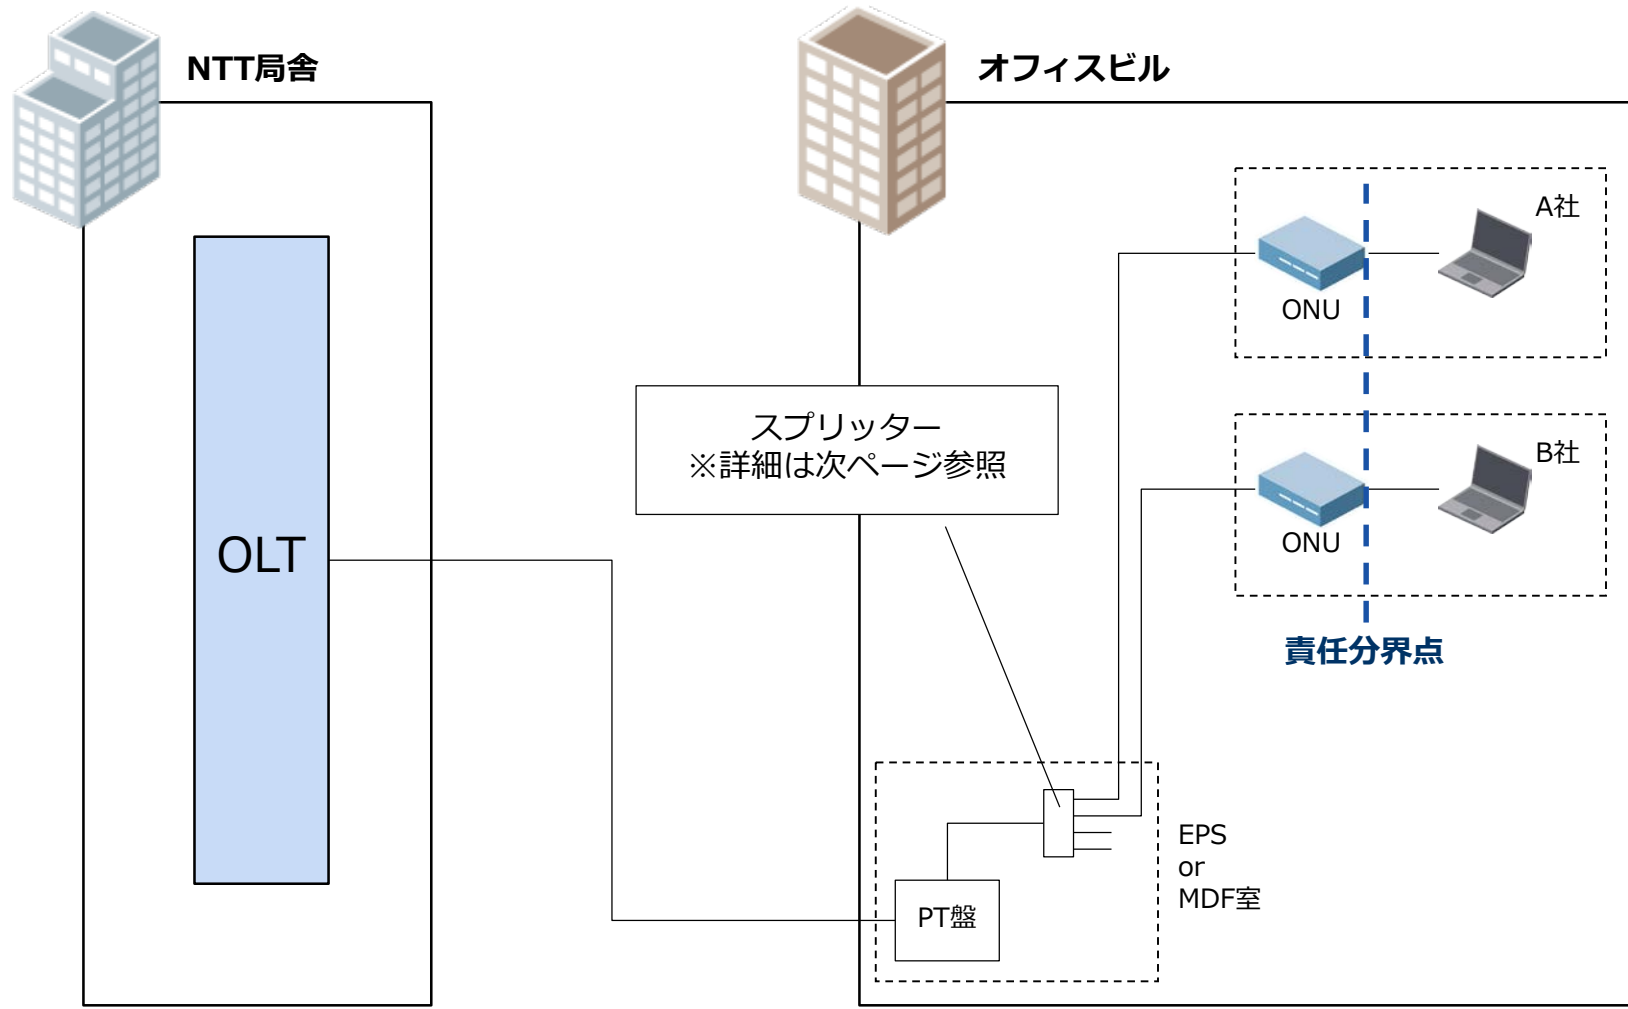 NTT局舎
オフィスビル
A社
ONU
スプリッター
※詳細は次ページ参照
B社
OLT
ONU
責任分界点
EPS
or
MDF室
PT盤